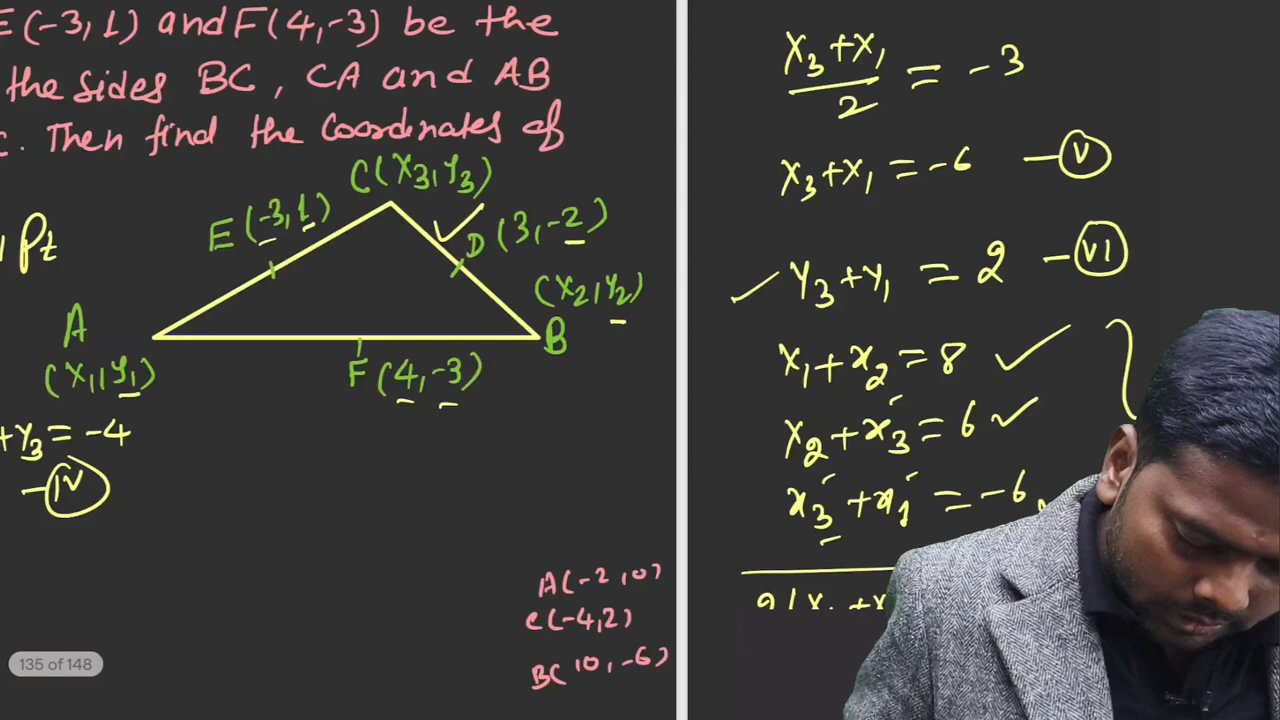 E(-3, 1) and F(4, -3) be the
the sides BC, CA and AB
C. Then find the coordinates of
C(X3, Y3)
E (-3, 1)
D (3, -2)
(X2, Y2)
Pt
A
B
(X1, Y1)
F (4, -3)
+Y3 = -4
-IV
A(-2, 0)
C(-4, 2)
B(10, -6)
135 of 148
X3+X1
2
= -3
X3+X1 = -6 -V
Y3+Y1 = 2 -VI
X1+X2 = 8
X2+X3 = 6
X3+X1 = -6